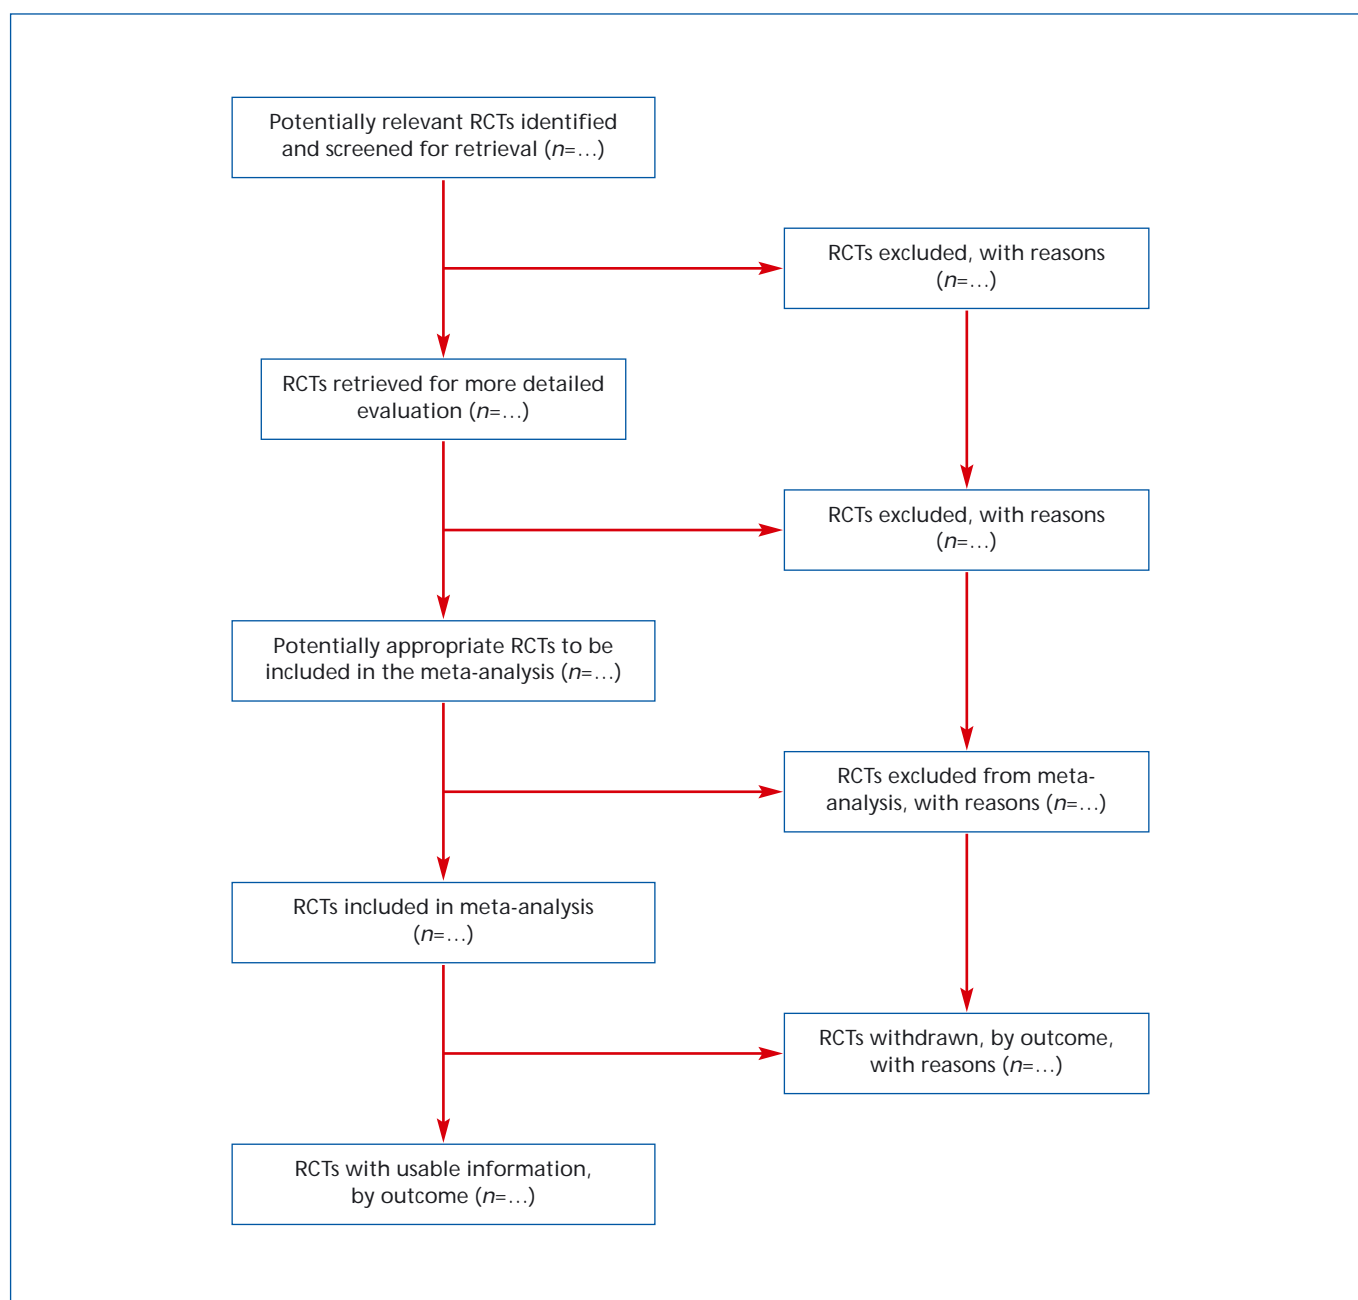 Potentially relevant RCTs identified
and screened for retrieval (n=…)
RCTs excluded, with reasons
(n=…)
RCTs retrieved for more detailed
evaluation (n=…)
RCTs excluded, with reasons
(n=…)
Potentially appropriate RCTs to be
included in the meta-analysis (n=…)
RCTs excluded from meta-
analysis, with reasons (n=…)
RCTs included in meta-analysis
(n=…)
RCTs withdrawn, by outcome,
with reasons (n=…)
RCTs with usable information,
by outcome (n=…)